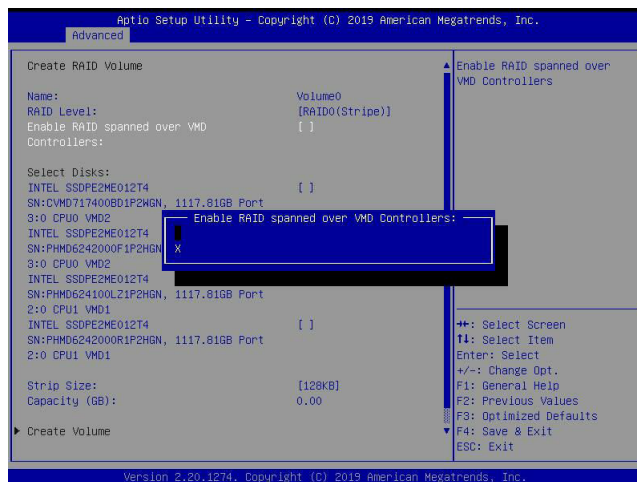 Aptio Setup Utility – Copyright (C) 2019 American Megatrends, Inc.
Advanced
Create RAID Volume
Enable RAID spanned over
VMD Controllers
Name: Volume0
RAID Level: [RAID0(Stripe)]
Enable RAID spanned over VMD [ ]
Controllers:
Select Disks:
INTEL SSDPE2ME012T4 [ ]
SN:CVMD717400BD1P2WGN, 1117.81GB Port
3:0 CPU0 VMD2
INTEL SSDPE2ME012T4
SN:PHMD6242000F1P2HGN
3:0 CPU0 VMD2
Enable RAID spanned over VMD Controllers:
X
INTEL SSDPE2ME012T4
SN:PHMD624100LZ1P2HGN, 1117.81GB Port
2:0 CPU1 VMD1
INTEL SSDPE2ME012T4 [ ]
SN:PHMD6242000R1P2HGN, 1117.81GB Port
2:0 CPU1 VMD1
Strip Size: [128KB]
Capacity (GB): 0.00
Create Volume
→←: Select Screen
↑↓: Select Item
Enter: Select
+/-: Change Opt.
F1: General Help
F2: Previous Values
F3: Optimized Defaults
F4: Save & Exit
ESC: Exit
Version 2.20.1274. Copyright (C) 2019 American Megatrends, Inc.